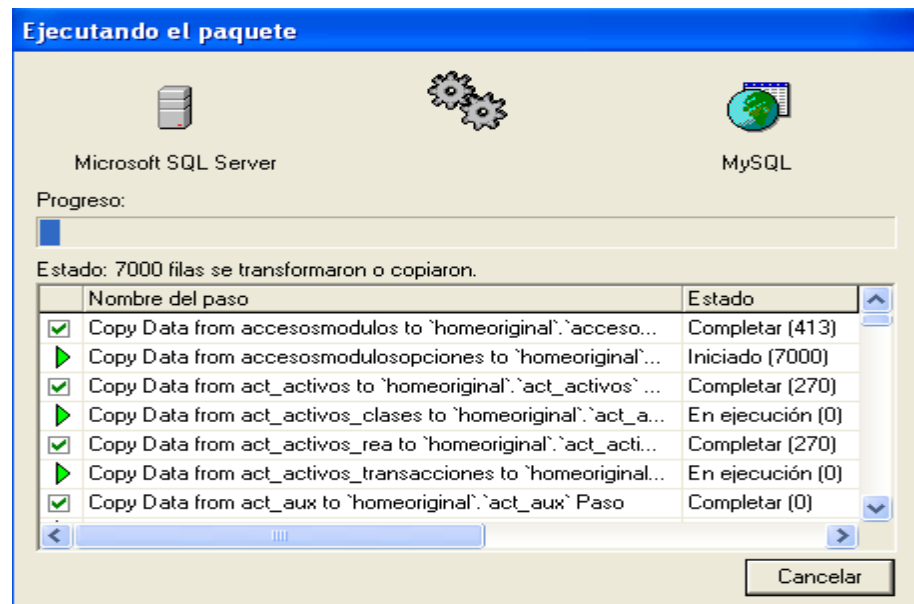 Ejecutando el paquete
Microsoft SQL Server
MySQL
Progreso:
Estado: 7000 filas se transformaron o copiaron.
Nombre del paso Estado
Copy Data from accesosmodulos to `homeoriginal`.`acceso... Completar (413)
Copy Data from accesosmodulosopciones to `homeoriginal`... Iniciado (7000)
Copy Data from act_activos to `homeoriginal`.`act_activos` ... Completar (270)
Copy Data from act_activos_clases to `homeoriginal`.`act_a... En ejecución (0)
Copy Data from act_activos_rea to `homeoriginal`.`act_acti... Completar (270)
Copy Data from act_activos_transacciones to `homeoriginal... En ejecución (0)
Copy Data from act_aux to `homeoriginal`.`act_aux` Paso Completar (0)
Cancelar